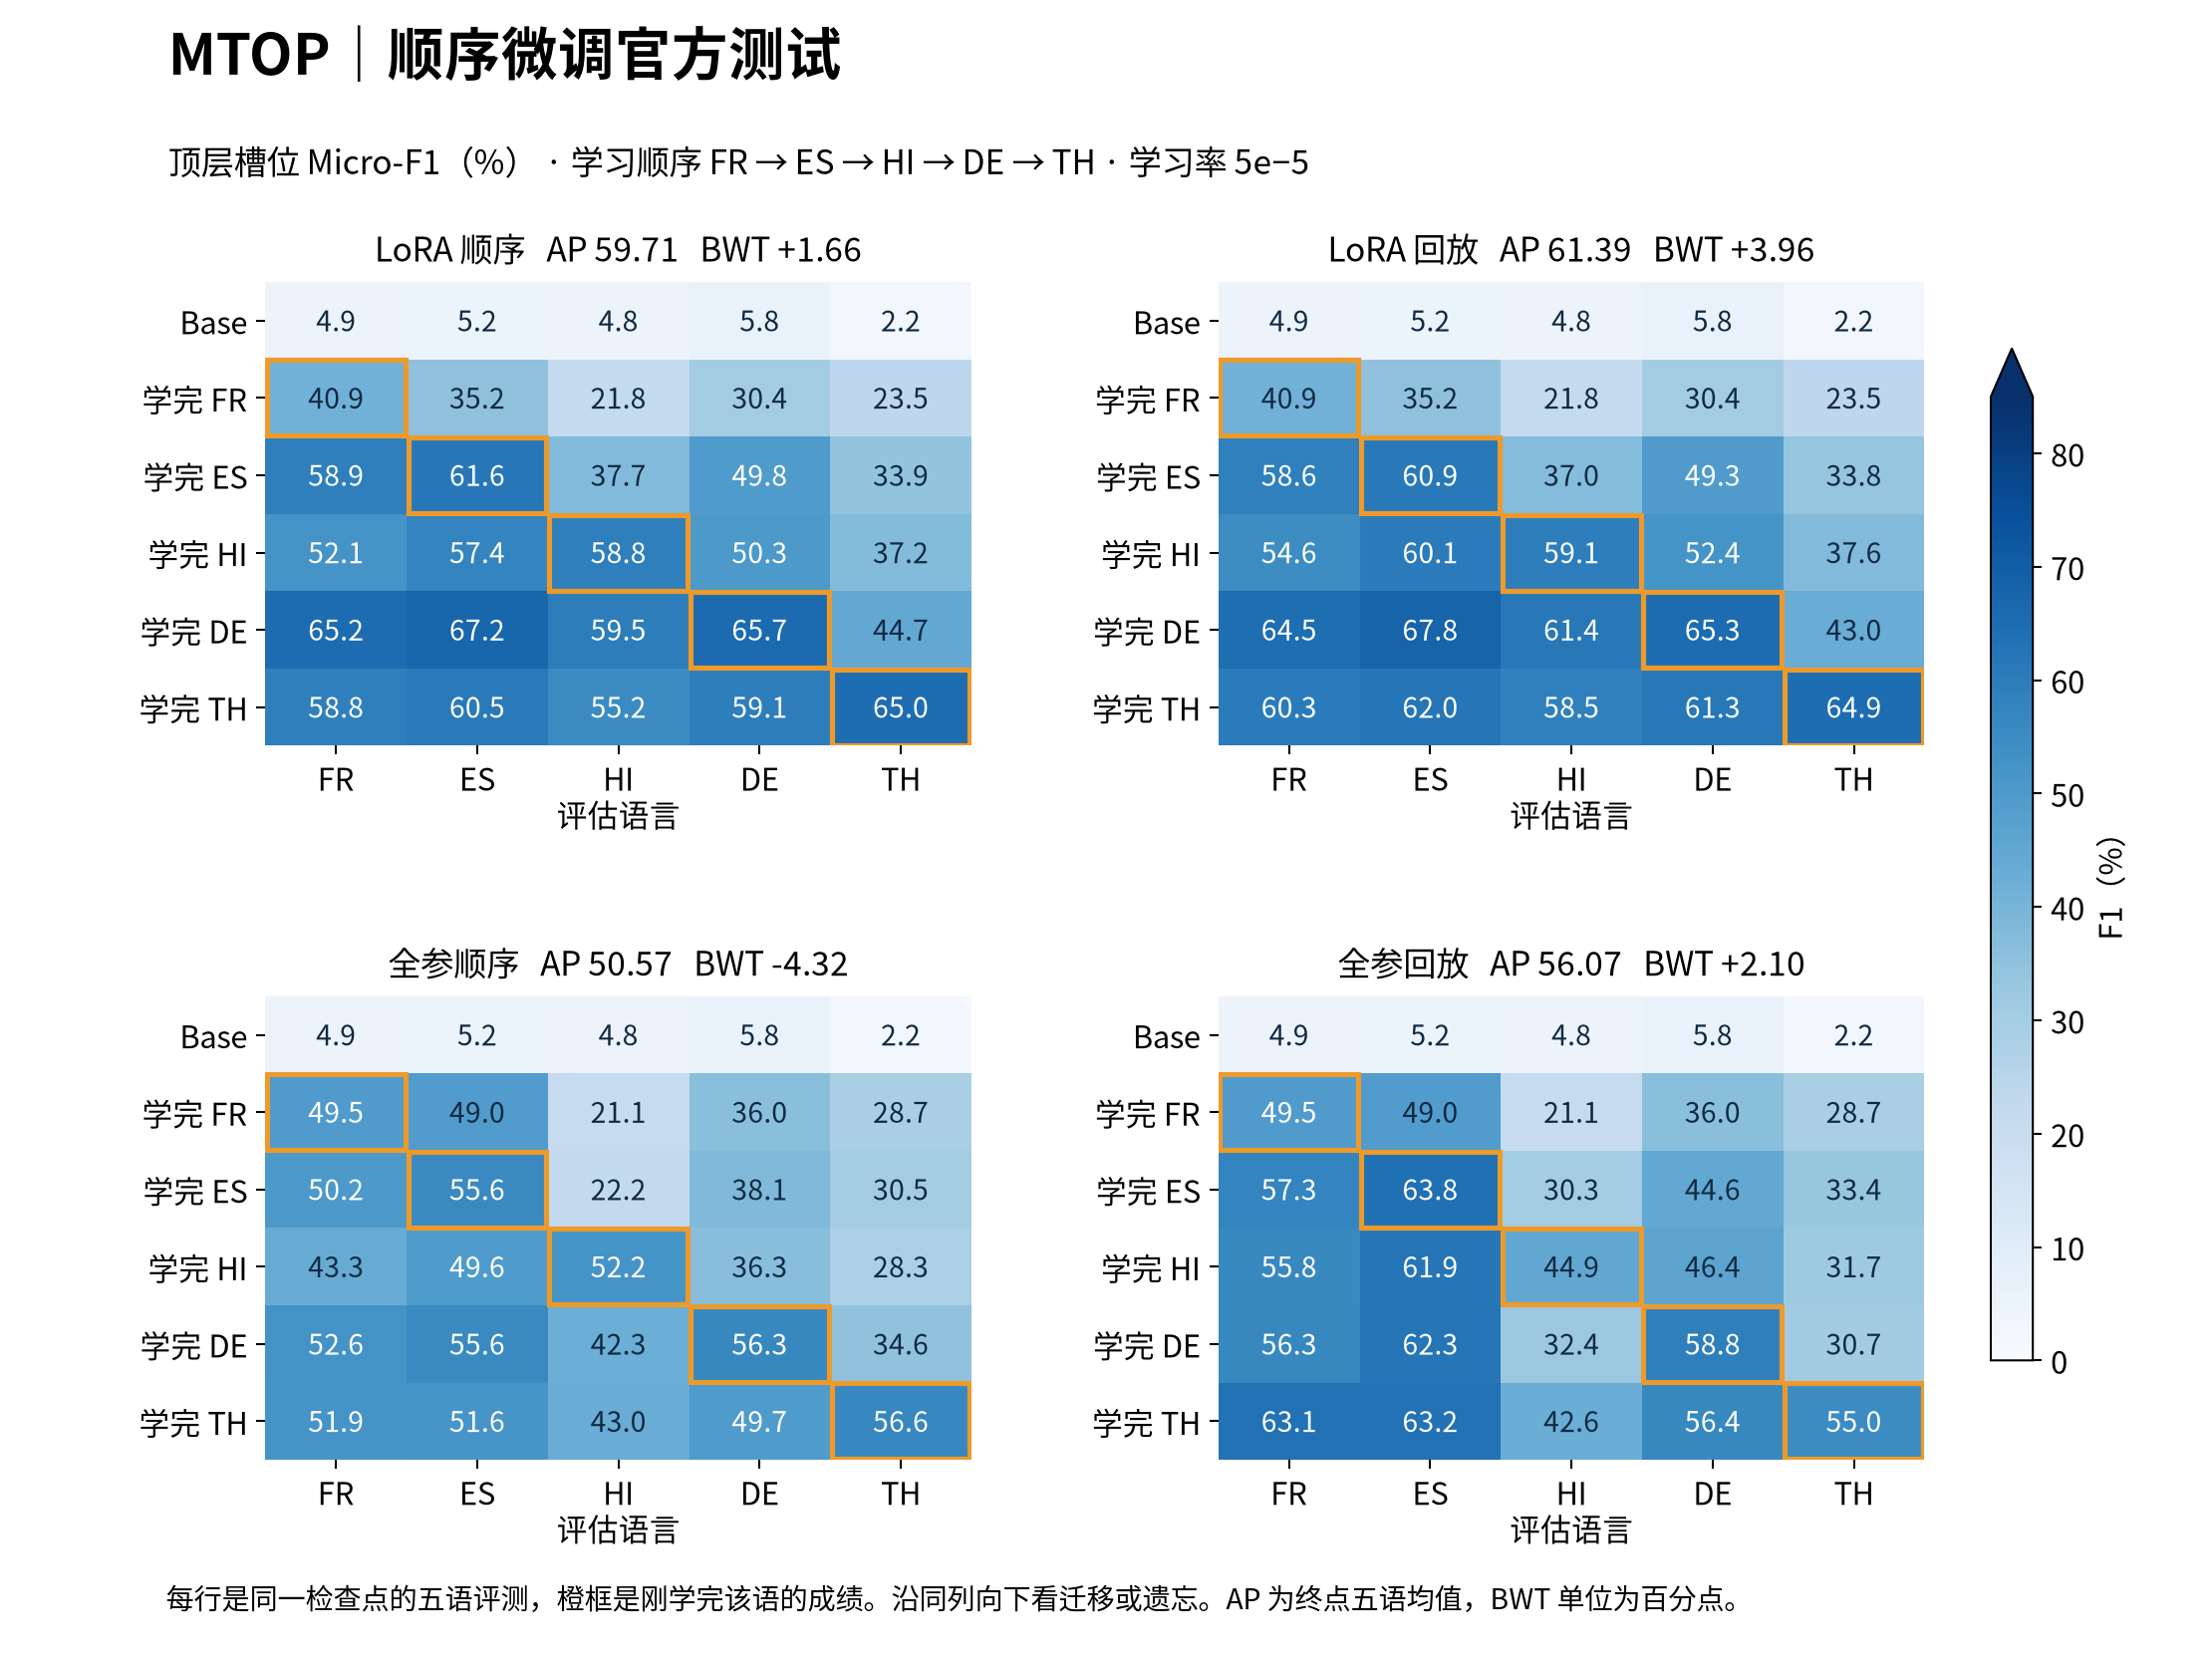 MTOP｜顺序微调官方测试
顶层槽位 Micro-F1（%） · 学习顺序 FR → ES → HI → DE → TH · 学习率 5e−5
LoRA 顺序 AP 59.71 BWT +1.66
Base 4.9 5.2 4.8 5.8 2.2
学完 FR 40.9 35.2 21.8 30.4 23.5
学完 ES 58.9 61.6 37.7 49.8 33.9
学完 HI 52.1 57.4 58.8 50.3 37.2
学完 DE 65.2 67.2 59.5 65.7 44.7
学完 TH 58.8 60.5 55.2 59.1 65.0
FR ES HI DE TH
评估语言
LoRA 回放 AP 61.39 BWT +3.96
Base 4.9 5.2 4.8 5.8 2.2
学完 FR 40.9 35.2 21.8 30.4 23.5
学完 ES 58.6 60.9 37.0 49.3 33.8
学完 HI 54.6 60.1 59.1 52.4 37.6
学完 DE 64.5 67.8 61.4 65.3 43.0
学完 TH 60.3 62.0 58.5 61.3 64.9
FR ES HI DE TH
评估语言
全参顺序 AP 50.57 BWT -4.32
Base 4.9 5.2 4.8 5.8 2.2
学完 FR 49.5 49.0 21.1 36.0 28.7
学完 ES 50.2 55.6 22.2 38.1 30.5
学完 HI 43.3 49.6 52.2 36.3 28.3
学完 DE 52.6 55.6 42.3 56.3 34.6
学完 TH 51.9 51.6 43.0 49.7 56.6
FR ES HI DE TH
评估语言
全参回放 AP 56.07 BWT +2.10
Base 4.9 5.2 4.8 5.8 2.2
学完 FR 49.5 49.0 21.1 36.0 28.7
学完 ES 57.3 63.8 30.3 44.6 33.4
学完 HI 55.8 61.9 44.9 46.4 31.7
学完 DE 56.3 62.3 32.4 58.8 30.7
学完 TH 63.1 63.2 42.6 56.4 55.0
FR ES HI DE TH
评估语言
80
70
60
50
40
30
20
10
0
F1（%）
每行是同一检查点的五语评测，橙框是刚学完该语的成绩。沿同列向下看迁移或遗忘。AP 为终点五语均值，BWT 单位为百分点。